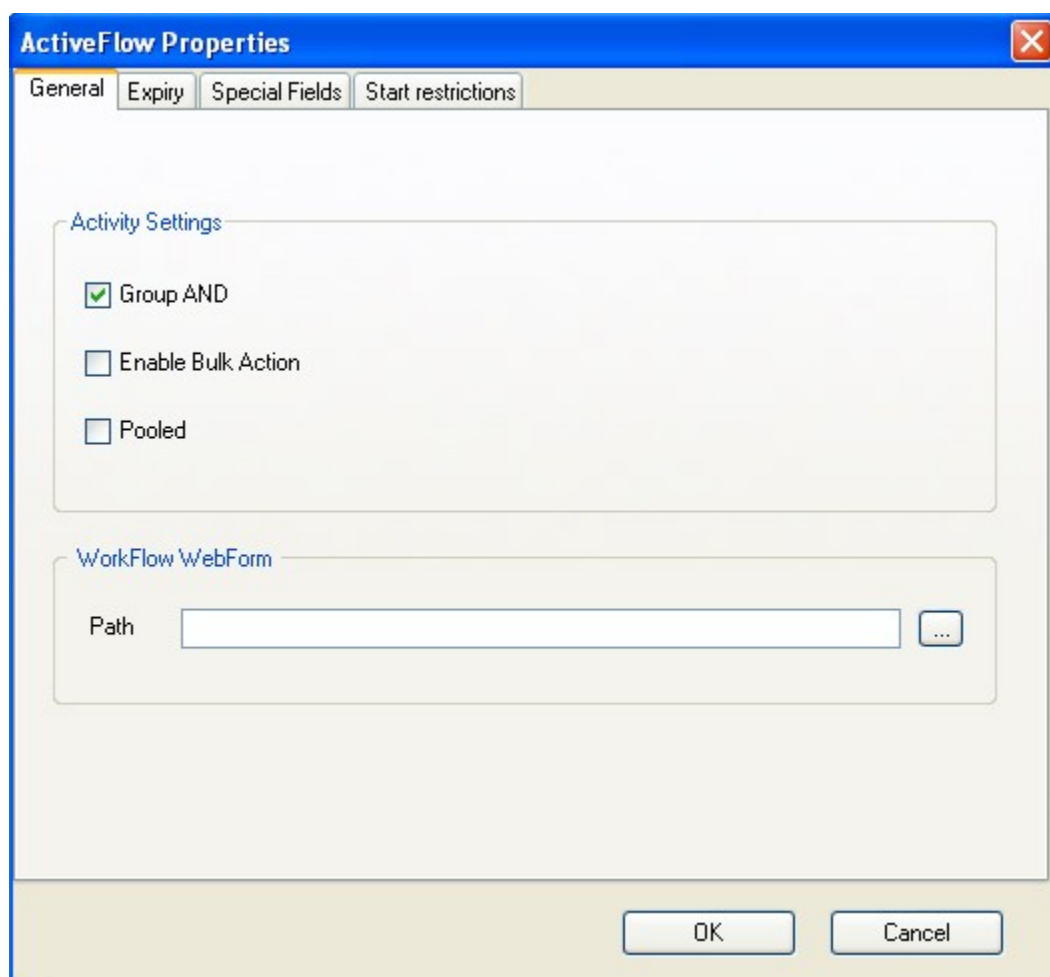 ActiveFlow Properties
General Expiry Special Fields Start restrictions
Activity Settings
Group AND
Enable Bulk Action
Pooled
WorkFlow WebForm
Path ...
OK Cancel